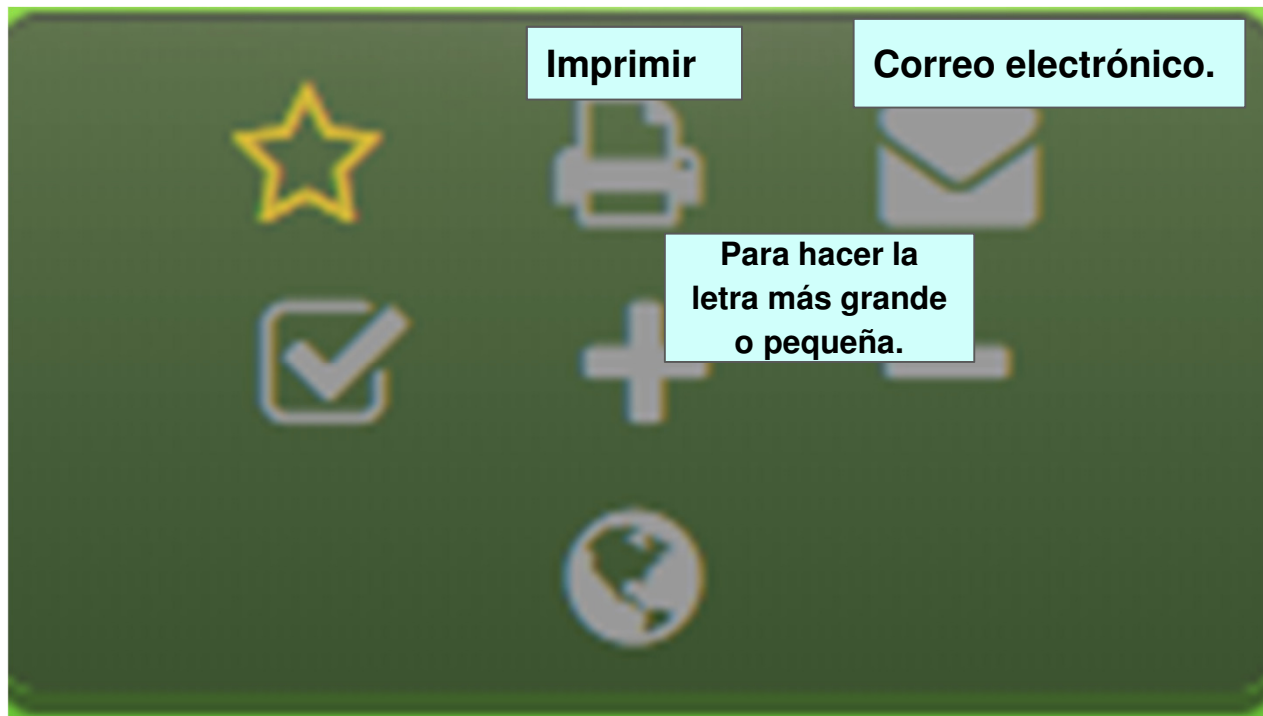 Imprimir
Correo electrónico.
Para hacer la
letra más grande
o pequeña.